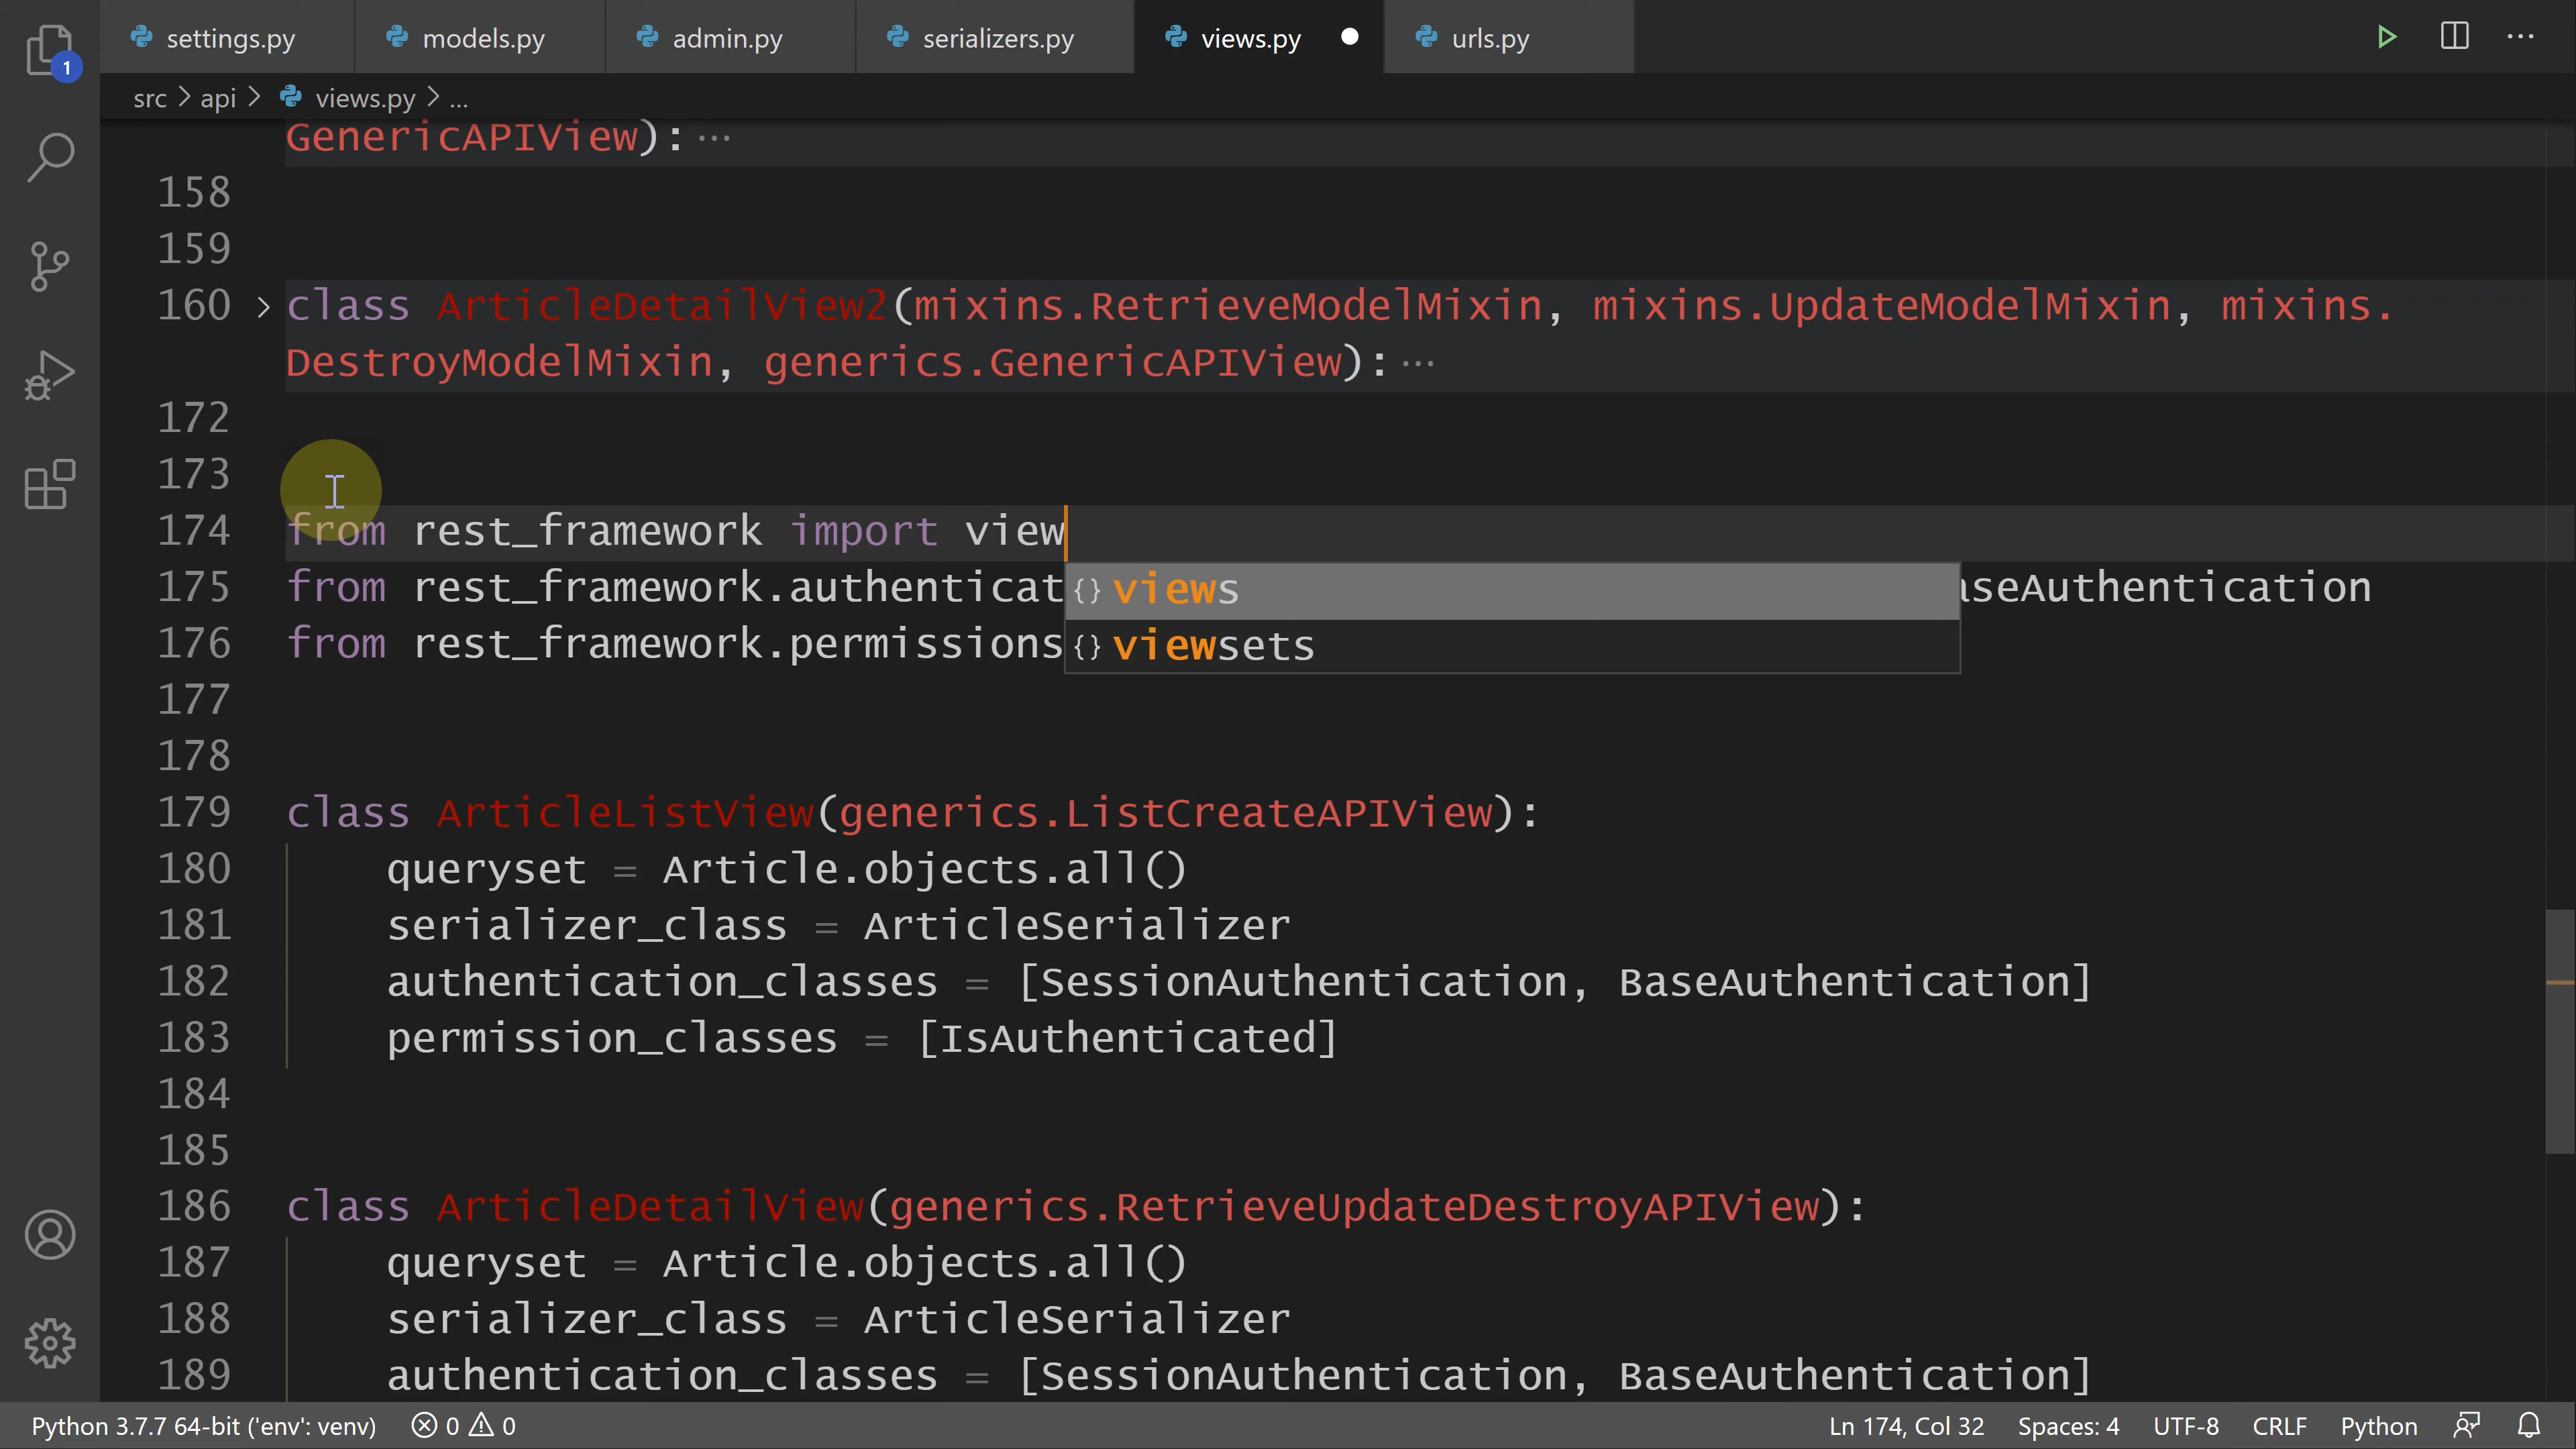 settings.py models.py admin.py serializers.py views.py urls.py
1
src > api > views.py > ...
GenericAPIView):...
158
159
160 > class ArticleDetailView2(mixins.RetrieveModelMixin, mixins.UpdateModelMixin, mixins.
DestroyModelMixin, generics.GenericAPIView):...
172
173
174 from rest_framework import view
175 from rest_framework.authenticat {} views aseAuthentication
176 from rest_framework.permissions {} viewsets
177
178
179 class ArticleListView(generics.ListCreateAPIView):
180 queryset = Article.objects.all()
181 serializer_class = ArticleSerializer
182 authentication_classes = [SessionAuthentication, BaseAuthentication]
183 permission_classes = [IsAuthenticated]
184
185
186 class ArticleDetailView(generics.RetrieveUpdateDestroyAPIView):
187 queryset = Article.objects.all()
188 serializer_class = ArticleSerializer
189 authentication_classes = [SessionAuthentication, BaseAuthentication]
Python 3.7.7 64-bit ('env': venv) 0 0 Ln 174, Col 32 Spaces: 4 UTF-8 CRLF Python